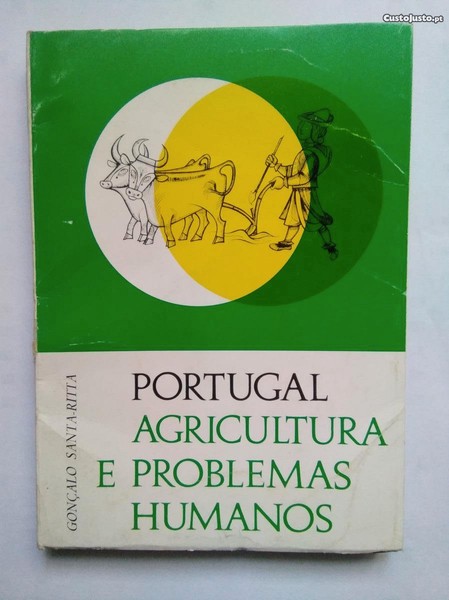 CustoJusto.pt
GONÇALO SANTA-RITTA
PORTUGAL
AGRICULTURA
E PROBLEMAS
HUMANOS